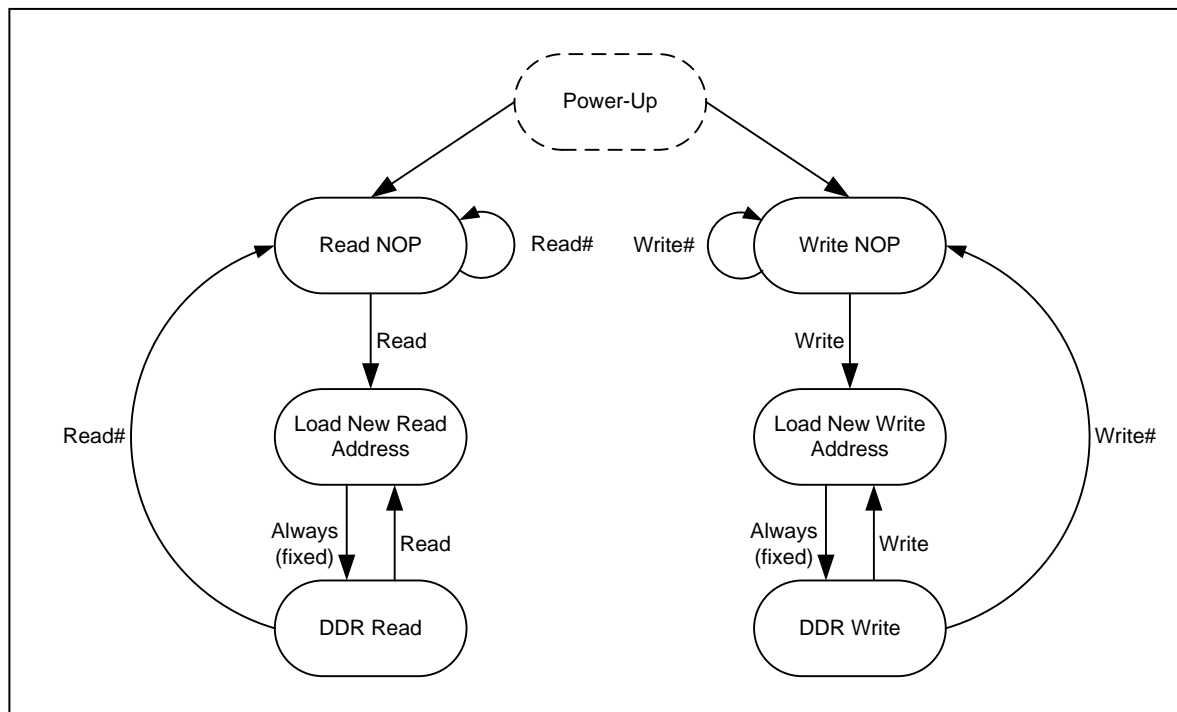 Power-Up
Read NOP
Read#
Write#
Write NOP
Read
Write
Load New Read
Address
Load New Write
Address
Read#
Write#
Always
(fixed)
Read
Always
(fixed)
Write
DDR Read
DDR Write